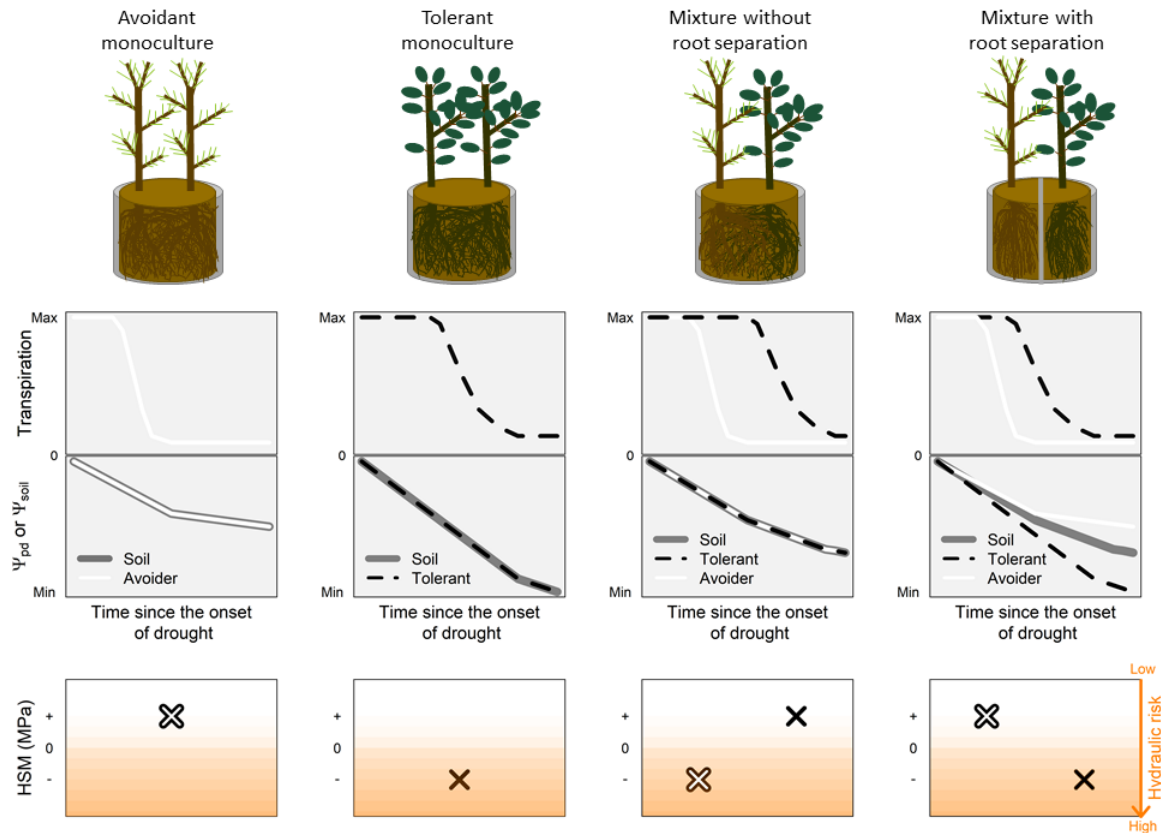 Avoidant
monoculture
Tolerant
monoculture
Mixture without
root separation
Mixture with
root separation
Transpiration
Max
0
Max
Max
Max
Ψpd or Ψsoil
Min
Soil
Avoider
Min
Soil
Tolerant
Min
Soil
Tolerant
Avoider
Min
Soil
Tolerant
Avoider
Time since the onset
of drought
Time since the onset
of drought
Time since the onset
of drought
Time since the onset
of drought
HSM (MPa)
+
0
-
+
0
-
+
0
-
+
0
-
Low
Hydraulic risk
High